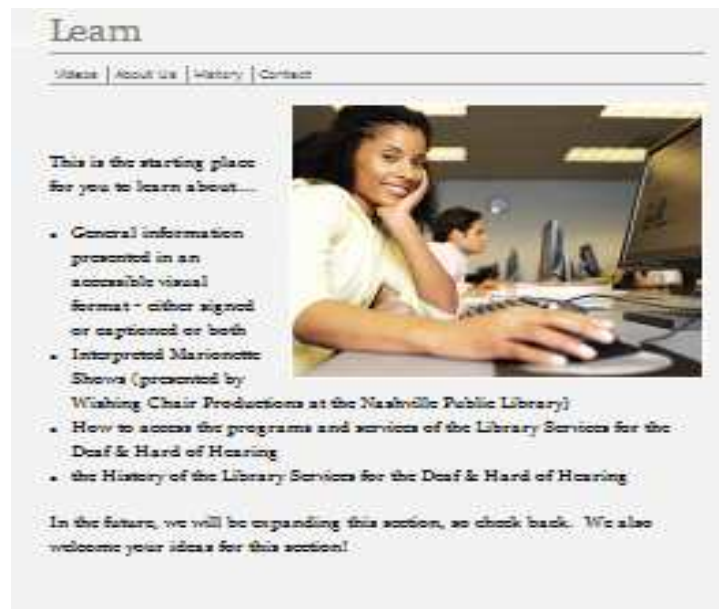 Learn
Videos | About Us | History | Contact
This is the starting place
for you to learn about....
• General information
presented in an
accessible visual
format - either signed
or captioned or both
• Interpreted Marionette
Shows (presented by
Wishing Chair Productions at the Nashville Public Library)
• How to access the programs and services of the Library Services for the
Deaf & Hard of Hearing
• the History of the Library Services for the Deaf & Hard of Hearing
In the future, we will be expanding this section, so check back.  We also
welcome your ideas for this section!